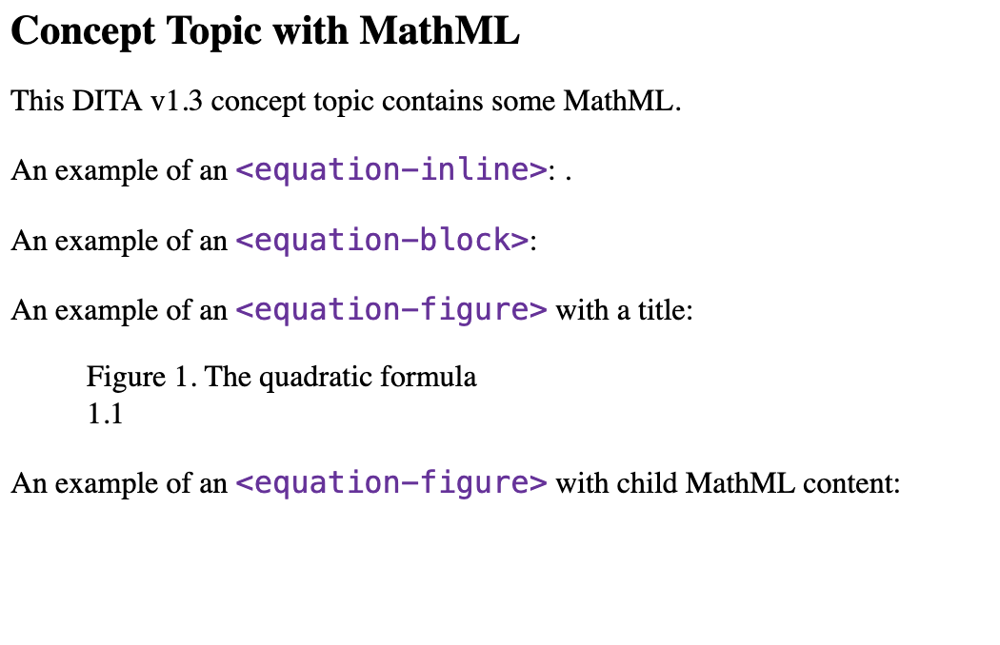 Concept Topic with MathML
This DITA v1.3 concept topic contains some MathML.
An example of an <equation-inline>: .
An example of an <equation-block>:
An example of an <equation-figure> with a title:
Figure 1. The quadratic formula
1.1
An example of an <equation-figure> with child MathML content: